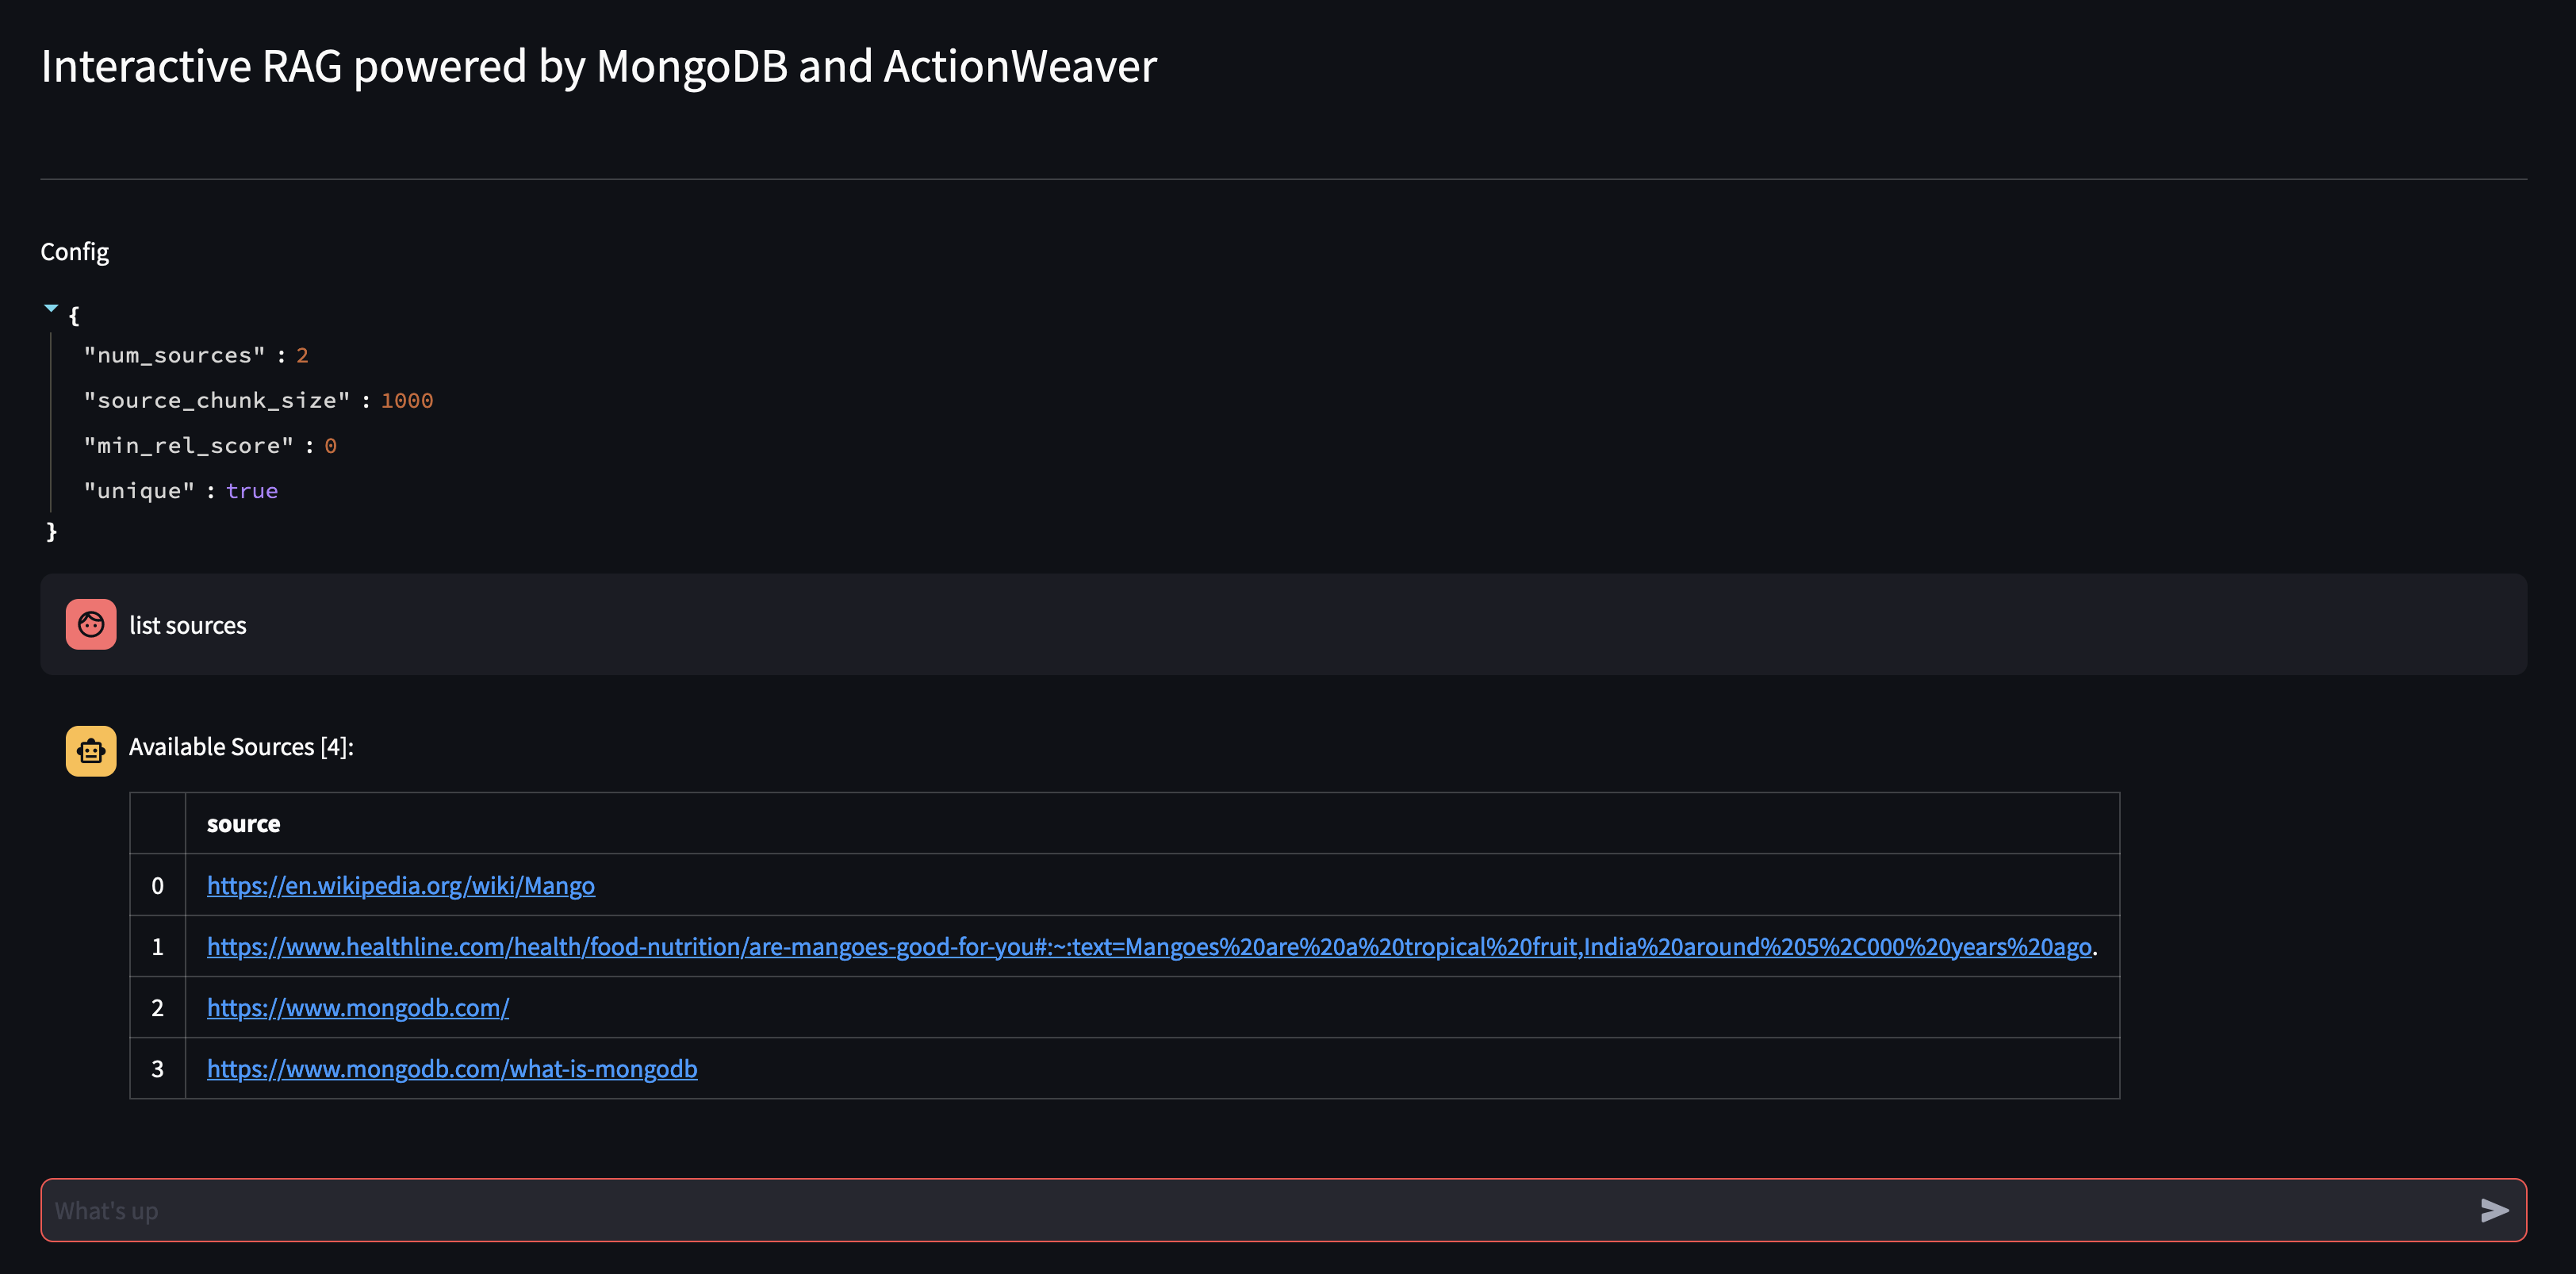 Interactive RAG powered by MongoDB and ActionWeaver
Config
{
"num_sources" : 2
"source_chunk_size" : 1000
"min_rel_score" : 0
"unique" : true
}
list sources
Available Sources [4]:
source
0 https://en.wikipedia.org/wiki/Mango
1 https://www.healthline.com/health/food-nutrition/are-mangoes-good-for-you#:~:text=Mangoes%20are%20a%20tropical%20fruit,India%20around%205%2C000%20years%20ago.
2 https://www.mongodb.com/
3 https://www.mongodb.com/what-is-mongodb
What's up